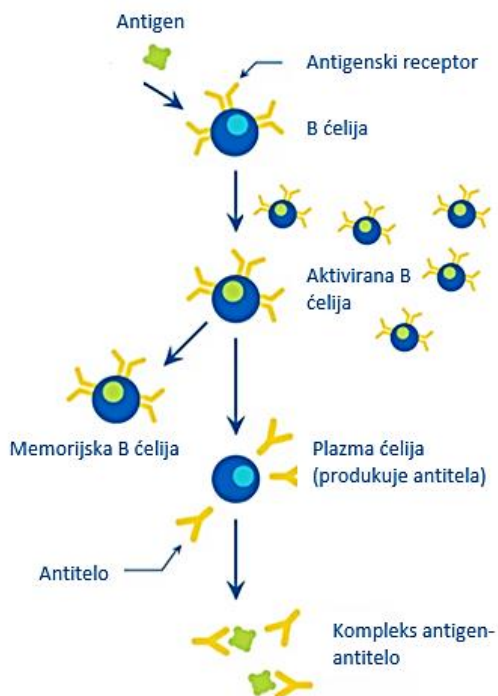 Antigen
Antigenski receptor
B ćelija
Aktivirana B
ćelija
Memorijska B ćelija
Plazma ćelija
(produkuje antitela)
Antitelo
Kompleks antigen-
antitelo